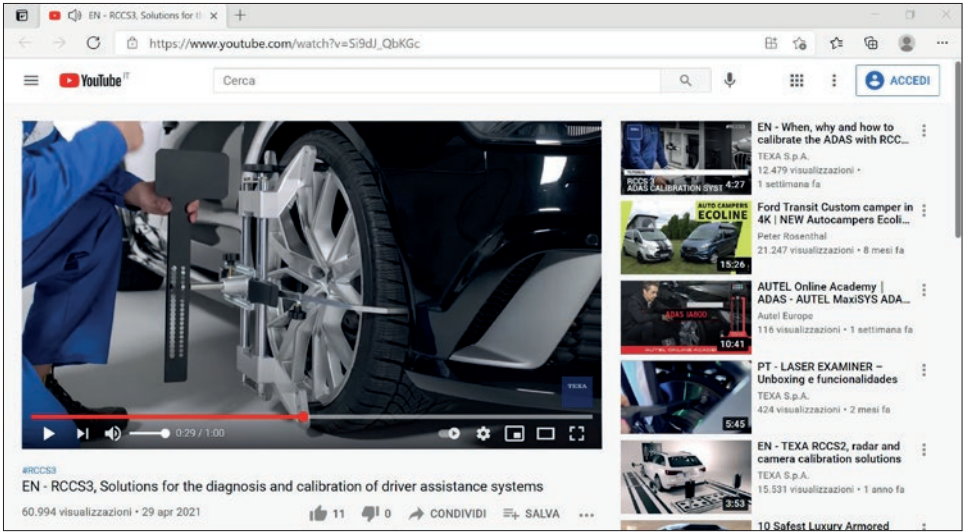 EN - RCCS3, Solutions for th
https://www.youtube.com/watch?v=Si9dJ_QbKGc
YouTube IT
Cerca
ACCEDI
TEXA
0:29 / 1:00
#RCCS3
EN - RCCS3, Solutions for the diagnosis and calibration of driver assistance systems
60.994 visualizzazioni • 29 apr 2021
11
0
CONDIVIDI
SALVA
RCCS 3
ADAS CALIBRATION SYST
4:27
EN - When, why and how to
calibrate the ADAS with RCC...
TEXA S.p.A.
12.479 visualizzazioni •
1 settimana fa
AUTO CAMPERS
ECOLINE
15:26
Ford Transit Custom camper in
4K | NEW Autocampers Ecoli...
Peter Rosenthal
21.247 visualizzazioni • 8 mesi fa
ADAS IA800
10:41
AUTEL Online Academy |
ADAS - AUTEL MaxiSYS ADA...
Autel Europe
116 visualizzazioni • 1 settimana fa
5:45
PT - LASER EXAMINER –
Unboxing e funcionalidades
TEXA S.p.A.
424 visualizzazioni • 2 mesi fa
3:53
EN - TEXA RCCS2, radar and
camera calibration solutions
TEXA S.p.A.
15.531 visualizzazioni • 1 anno fa
10 Safest Luxury Armored